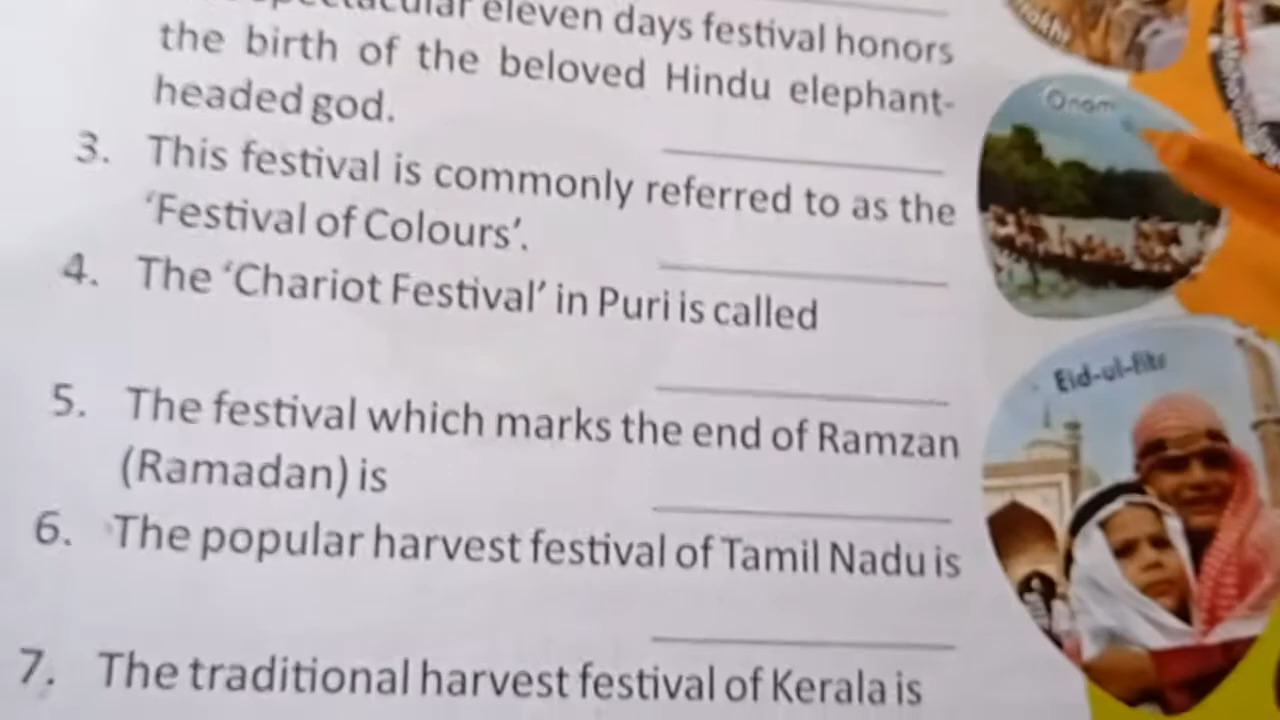 eleven days festival honors
the birth of the beloved Hindu elephant-
headed god.
3. This festival is commonly referred to as the
‘Festival of Colours’.
4. The ‘Chariot Festival’ in Puri is called
5. The festival which marks the end of Ramzan
(Ramadan) is
6. The popular harvest festival of Tamil Nadu is
7. The traditional harvest festival of Kerala is
Onam
Eid-ul-fitr